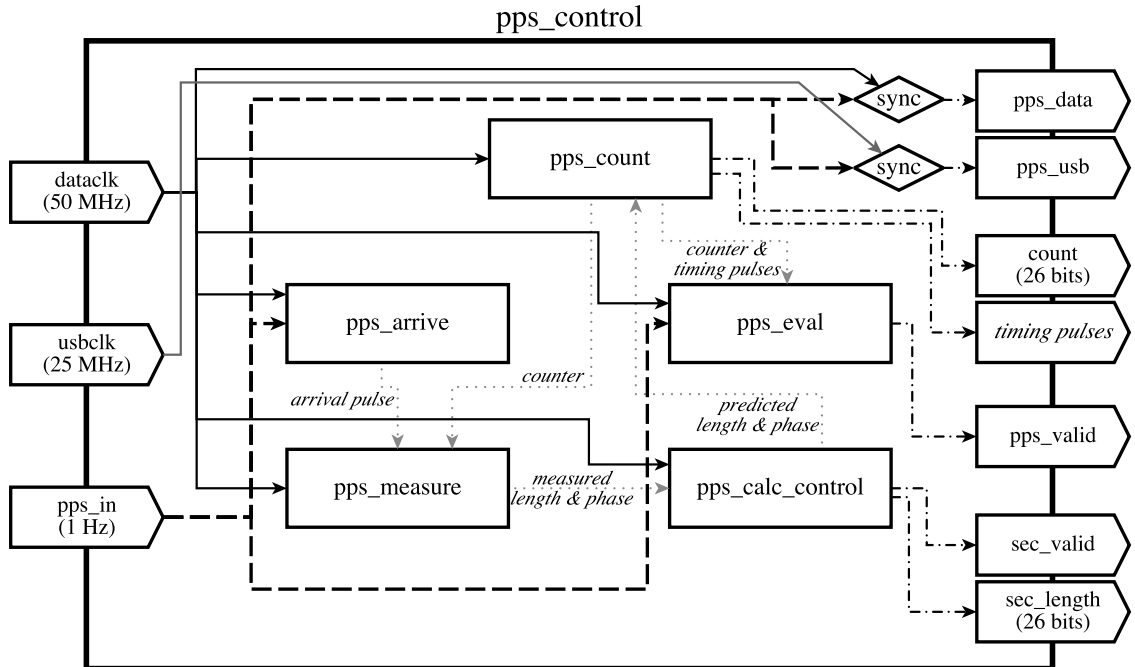 pps_control
sync
pps_data
pps_count
sync
pps_usb
dataclk
(50 MHz)
counter &
timing pulses
count
(26 bits)
pps_arrive
pps_eval
timing pulses
usbclk
(25 MHz)
counter
arrival pulse
predicted
length & phase
pps_valid
pps_measure
measured
length & phase
pps_calc_control
pps_in
(1 Hz)
sec_valid
sec_length
(26 bits)